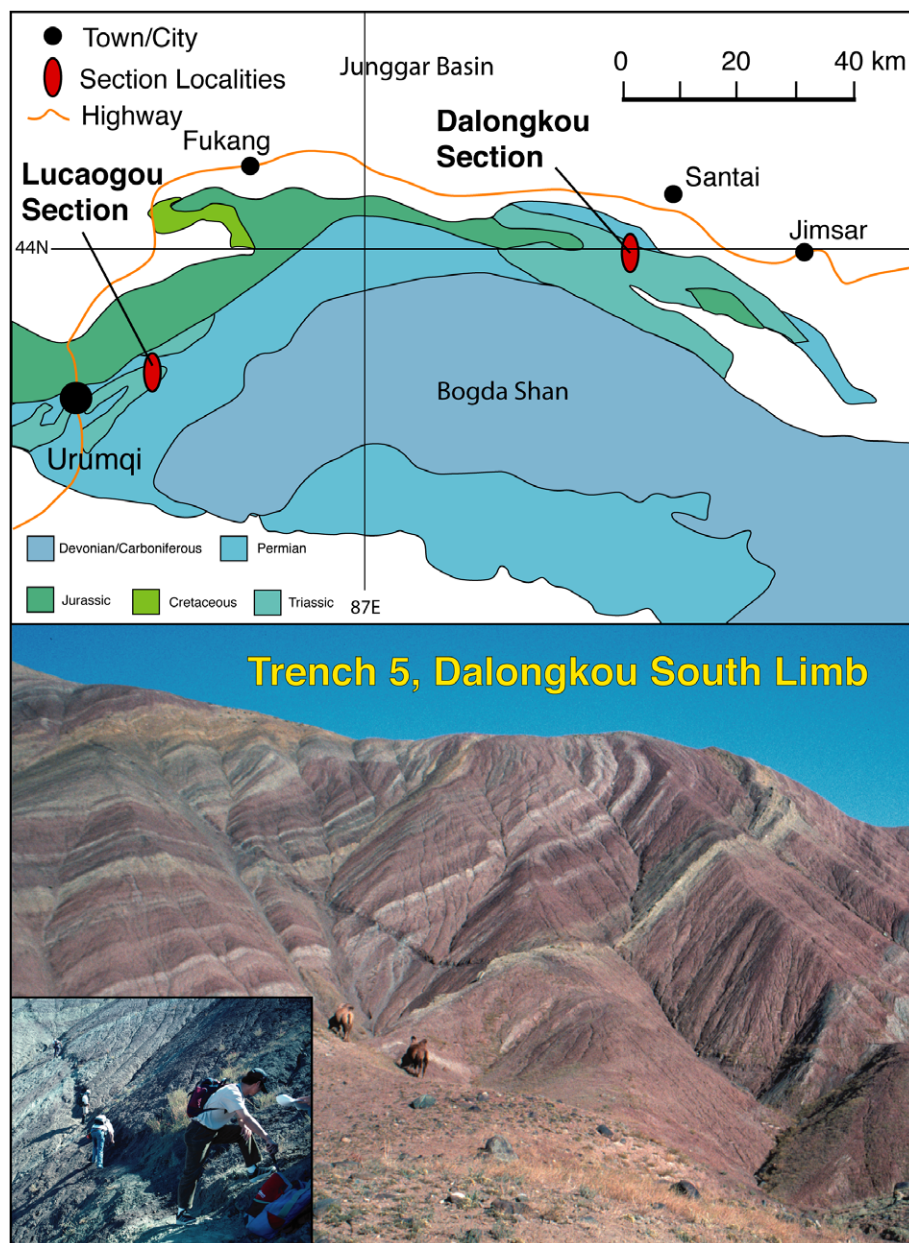 Town/City
Section Localities
Highway
Junggar Basin
0 20 40 km
Fukang
Dalongkou
Section
Santai
Lucaogou
Section
Jimsar
44N
Bogda Shan
Urumqi
Devonian/Carboniferous Permian
Jurassic Cretaceous Triassic
87E
Trench 5, Dalongkou South Limb